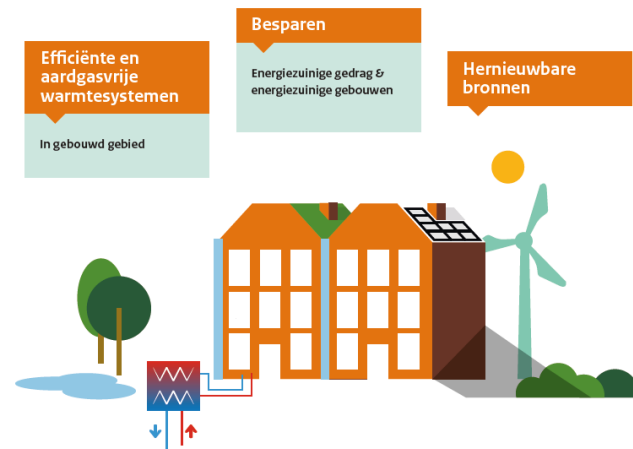 Efficiënte en
aardgasvrije
warmtesystemen
In gebouwd gebied
Besparen
Energiezuinige gedrag &
energiezuinige gebouwen
Hernieuwbare
bronnen